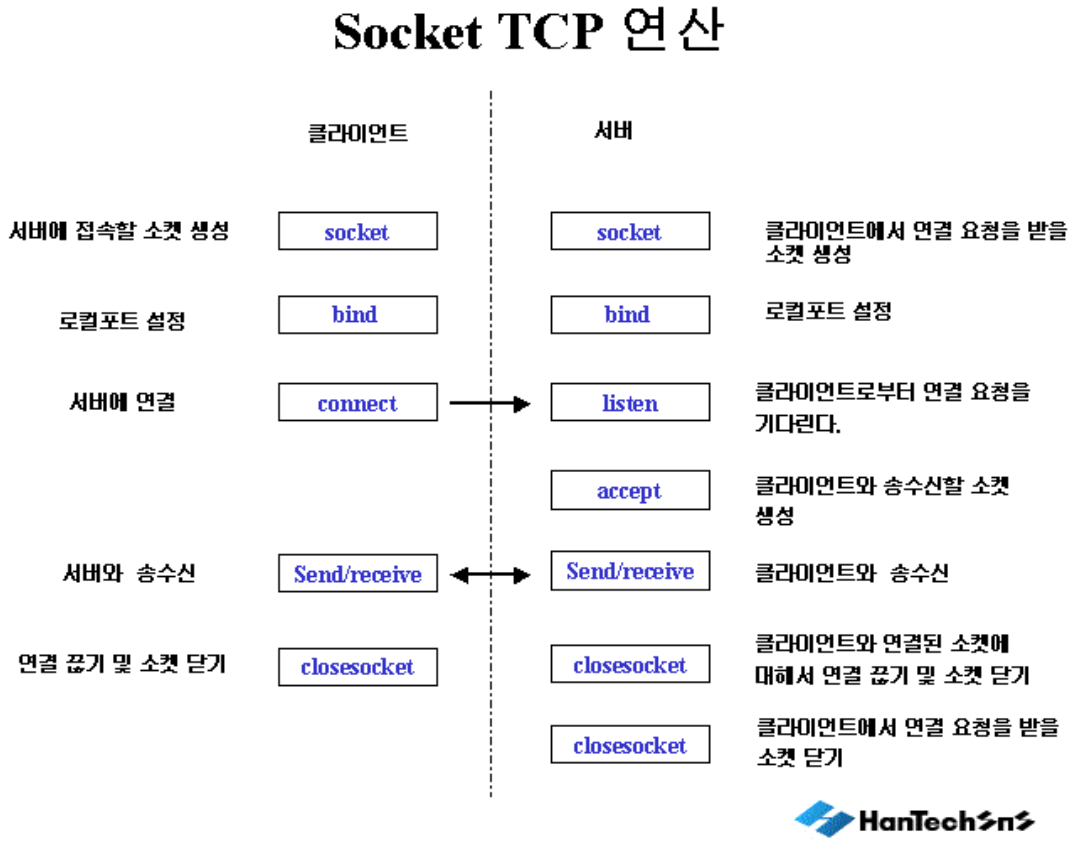 Socket TCP 연산
클라이언트
서버
서버에 접속할 소켓 생성
socket
socket
클라이언트에서 연결 요청을 받을
소켓 생성
로컬포트 설정
bind
bind
로컬포트 설정
서버에 연결
connect
listen
클라이언트로부터 연결 요청을
기다린다.
accept
클라이언트와 송수신할 소켓
생성
서버와 송수신
Send/receive
Send/receive
클라이언트와 송수신
연결 끊기 및 소켓 닫기
closesocket
closesocket
클라이언트와 연결된 소켓에
대해서 연결 끊기 및 소켓 닫기
closesocket
클라이언트에서 연결 요청을 받을
소켓 닫기
HanTechSnS